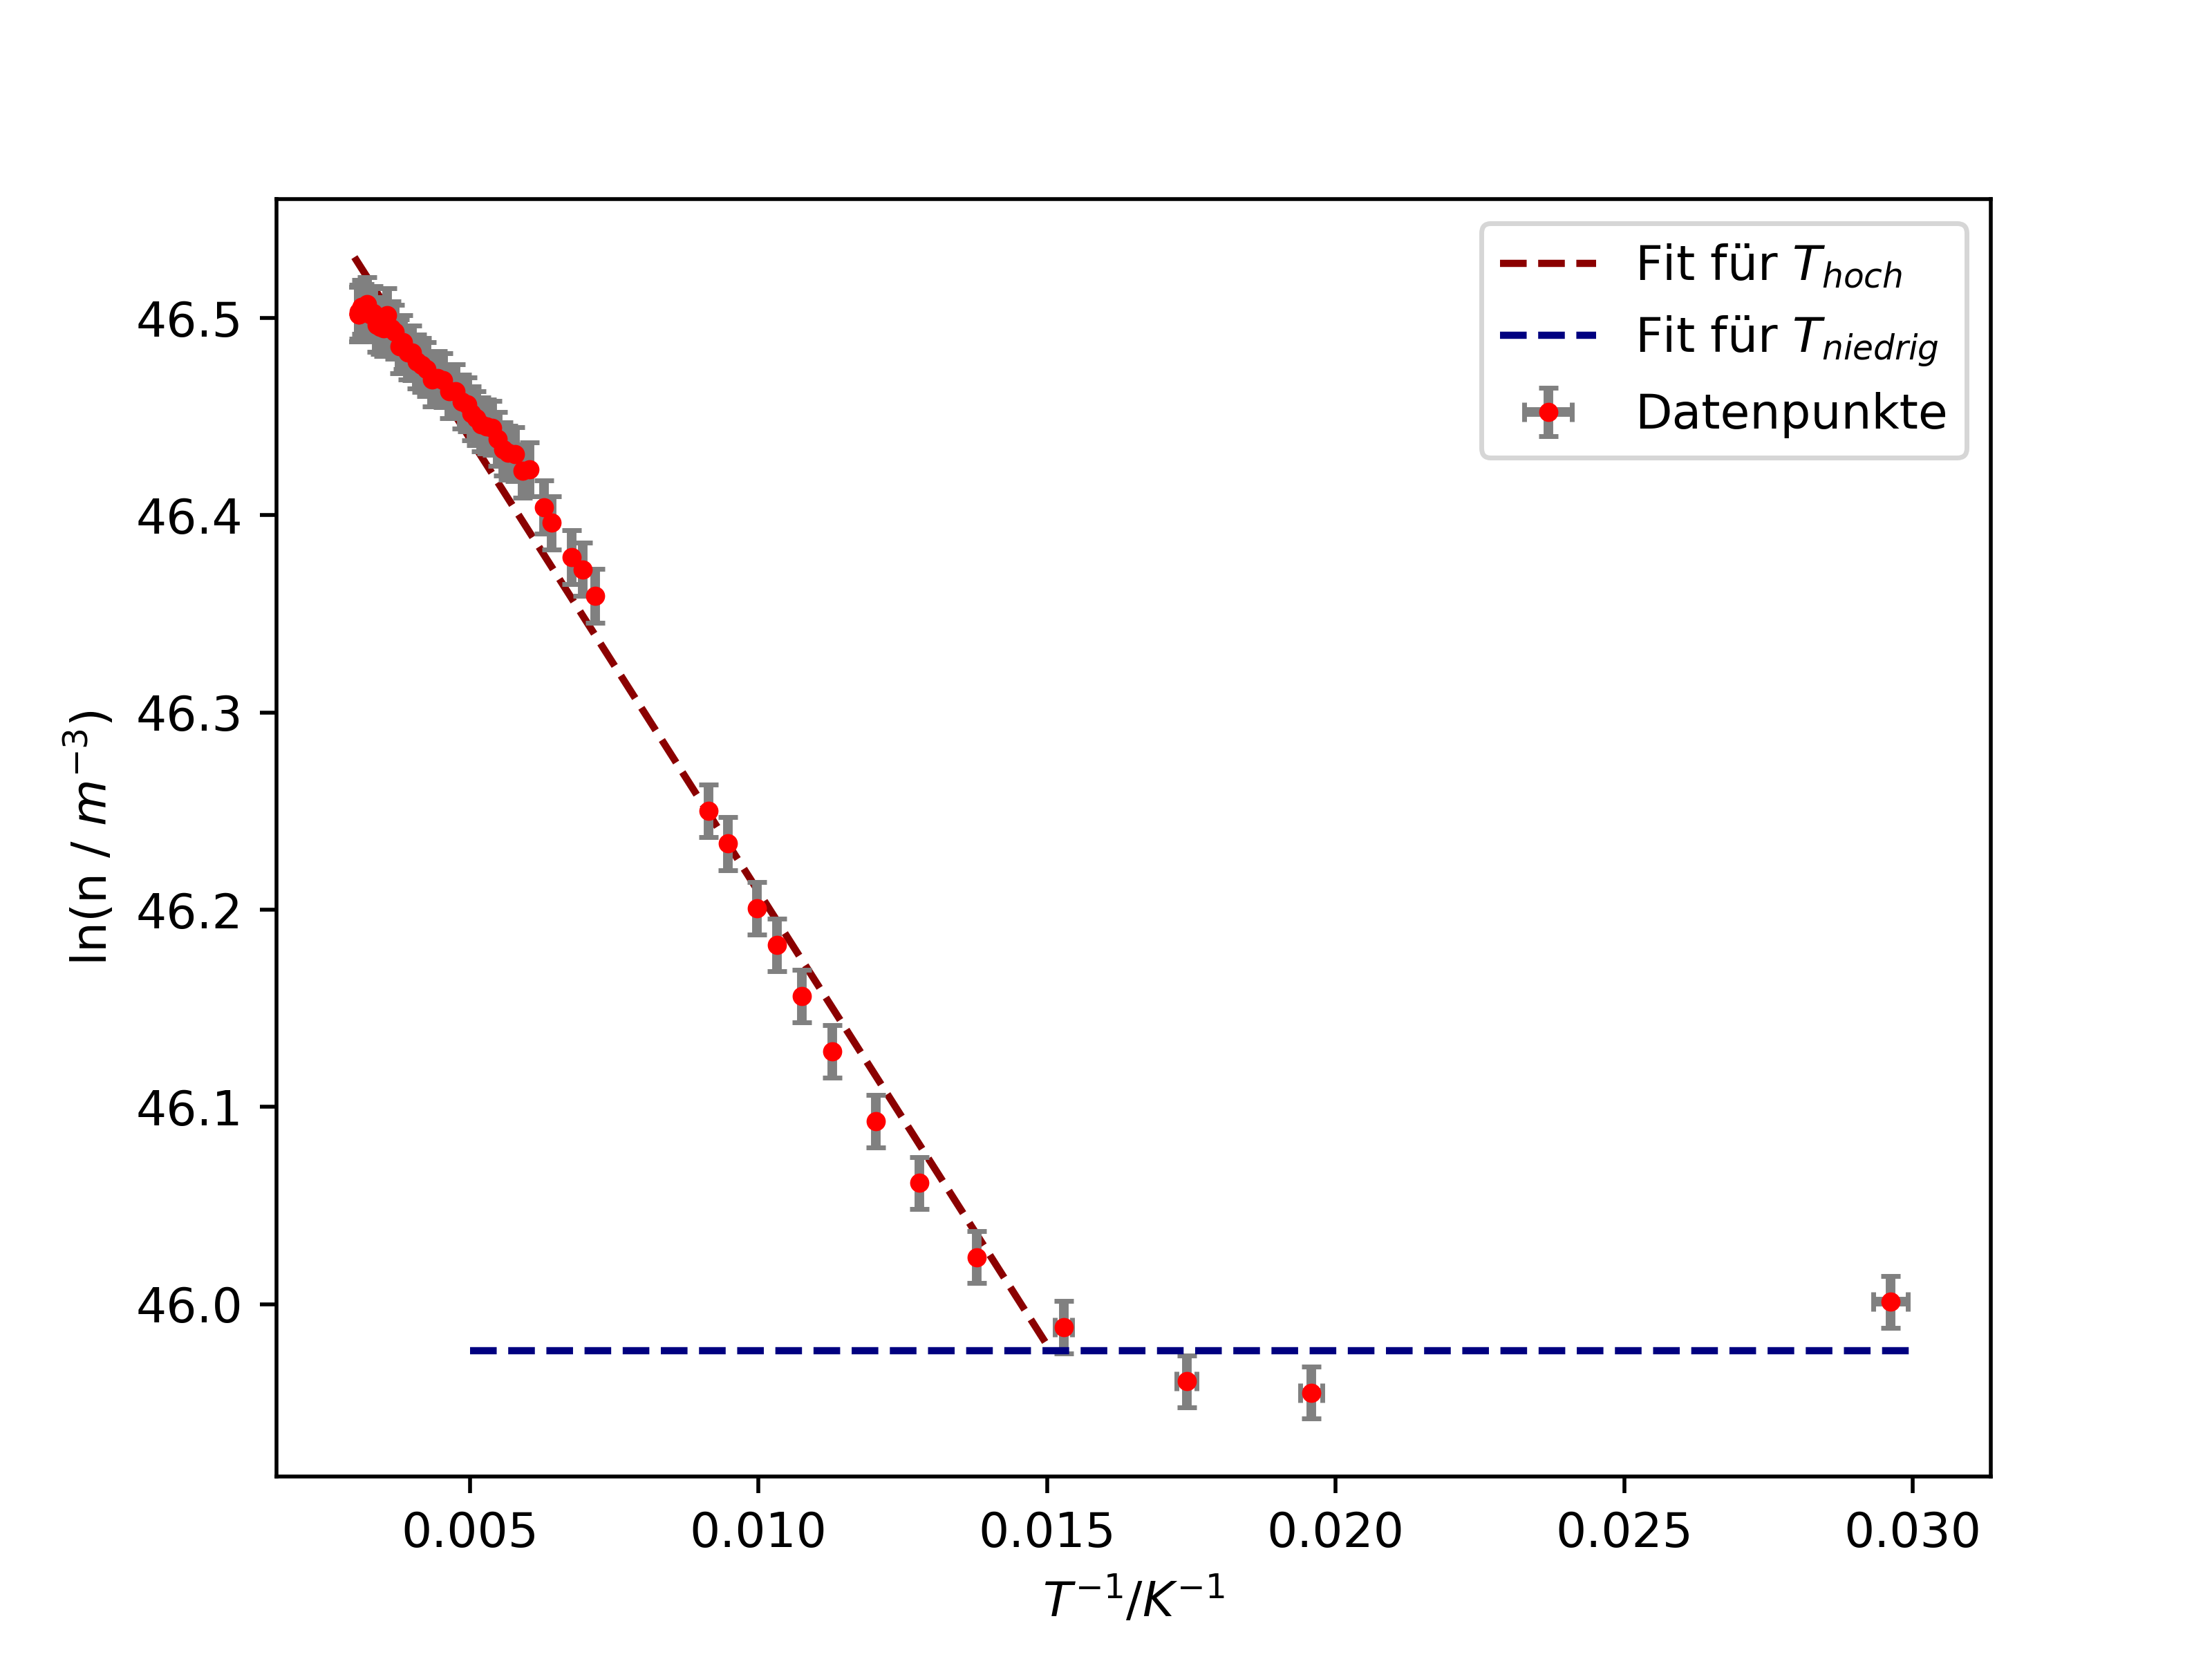 Fit für T_hoch
Fit für T_niedrig
Datenpunkte
46.5
46.4
46.3
46.2
46.1
46.0
ln(n / m⁻³)
0.005 0.010 0.015 0.020 0.025 0.030
T⁻¹/K⁻¹